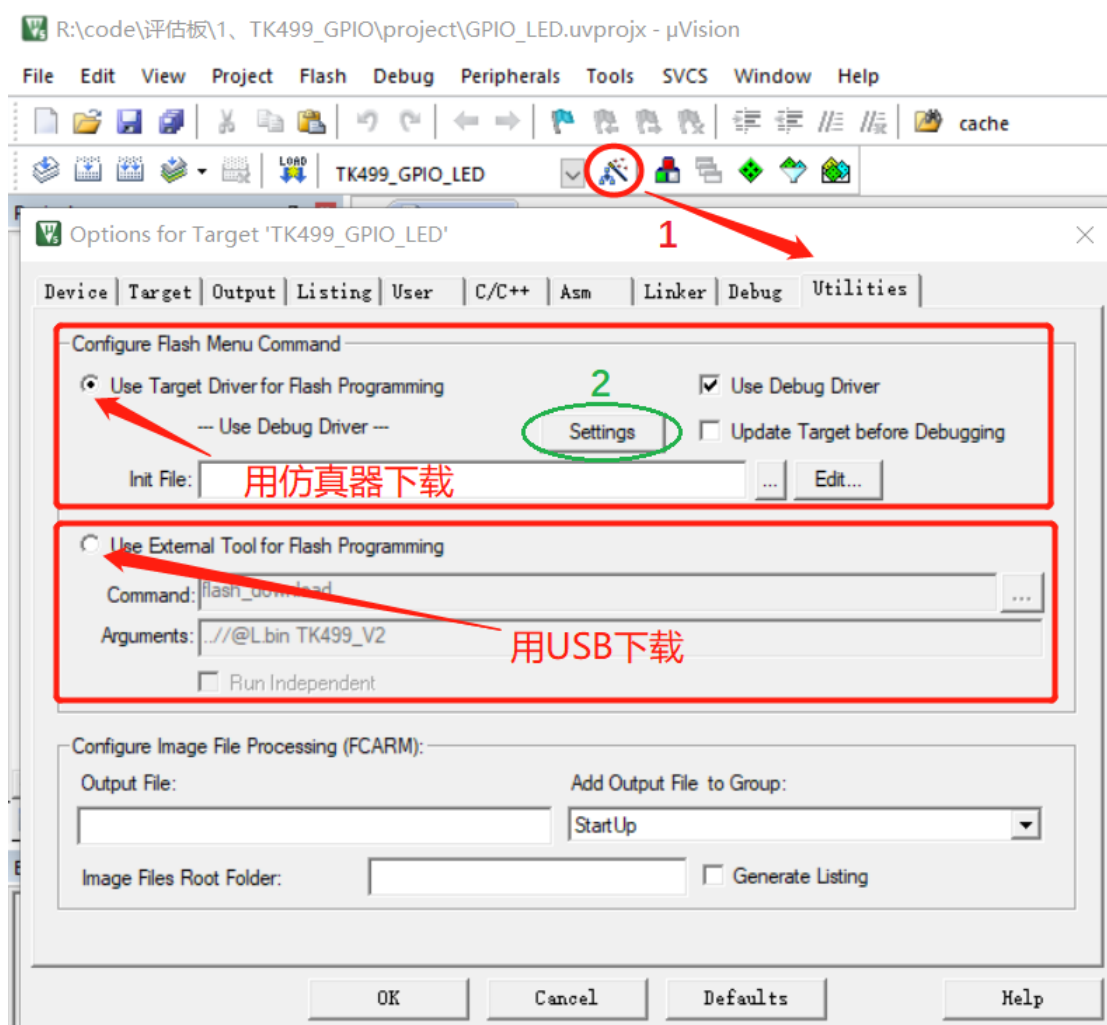 R:\code\评估板\1、TK499_GPIO\project\GPIO_LED.uvprojx - µVision
File Edit View Project Flash Debug Peripherals Tools SVCS Window Help
cache
LOAD TK499_GPIO_LED
Options for Target 'TK499_GPIO_LED'
1
Device Target Output Listing User C/C++ Asm Linker Debug Utilities
Configure Flash Menu Command
Use Target Driver for Flash Programming
2
Use Debug Driver
--- Use Debug Driver ---
Settings
Update Target before Debugging
Init File:
用仿真器下载
...
Edit...
Use External Tool for Flash Programming
Command: flash_download
...
Arguments: ..//@L.bin TK499_V2
用USB下载
Run Independent
Configure Image File Processing (FCARM):
Output File:
Add Output File to Group:
StartUp
Image Files Root Folder:
Generate Listing
OK Cancel Defaults Help